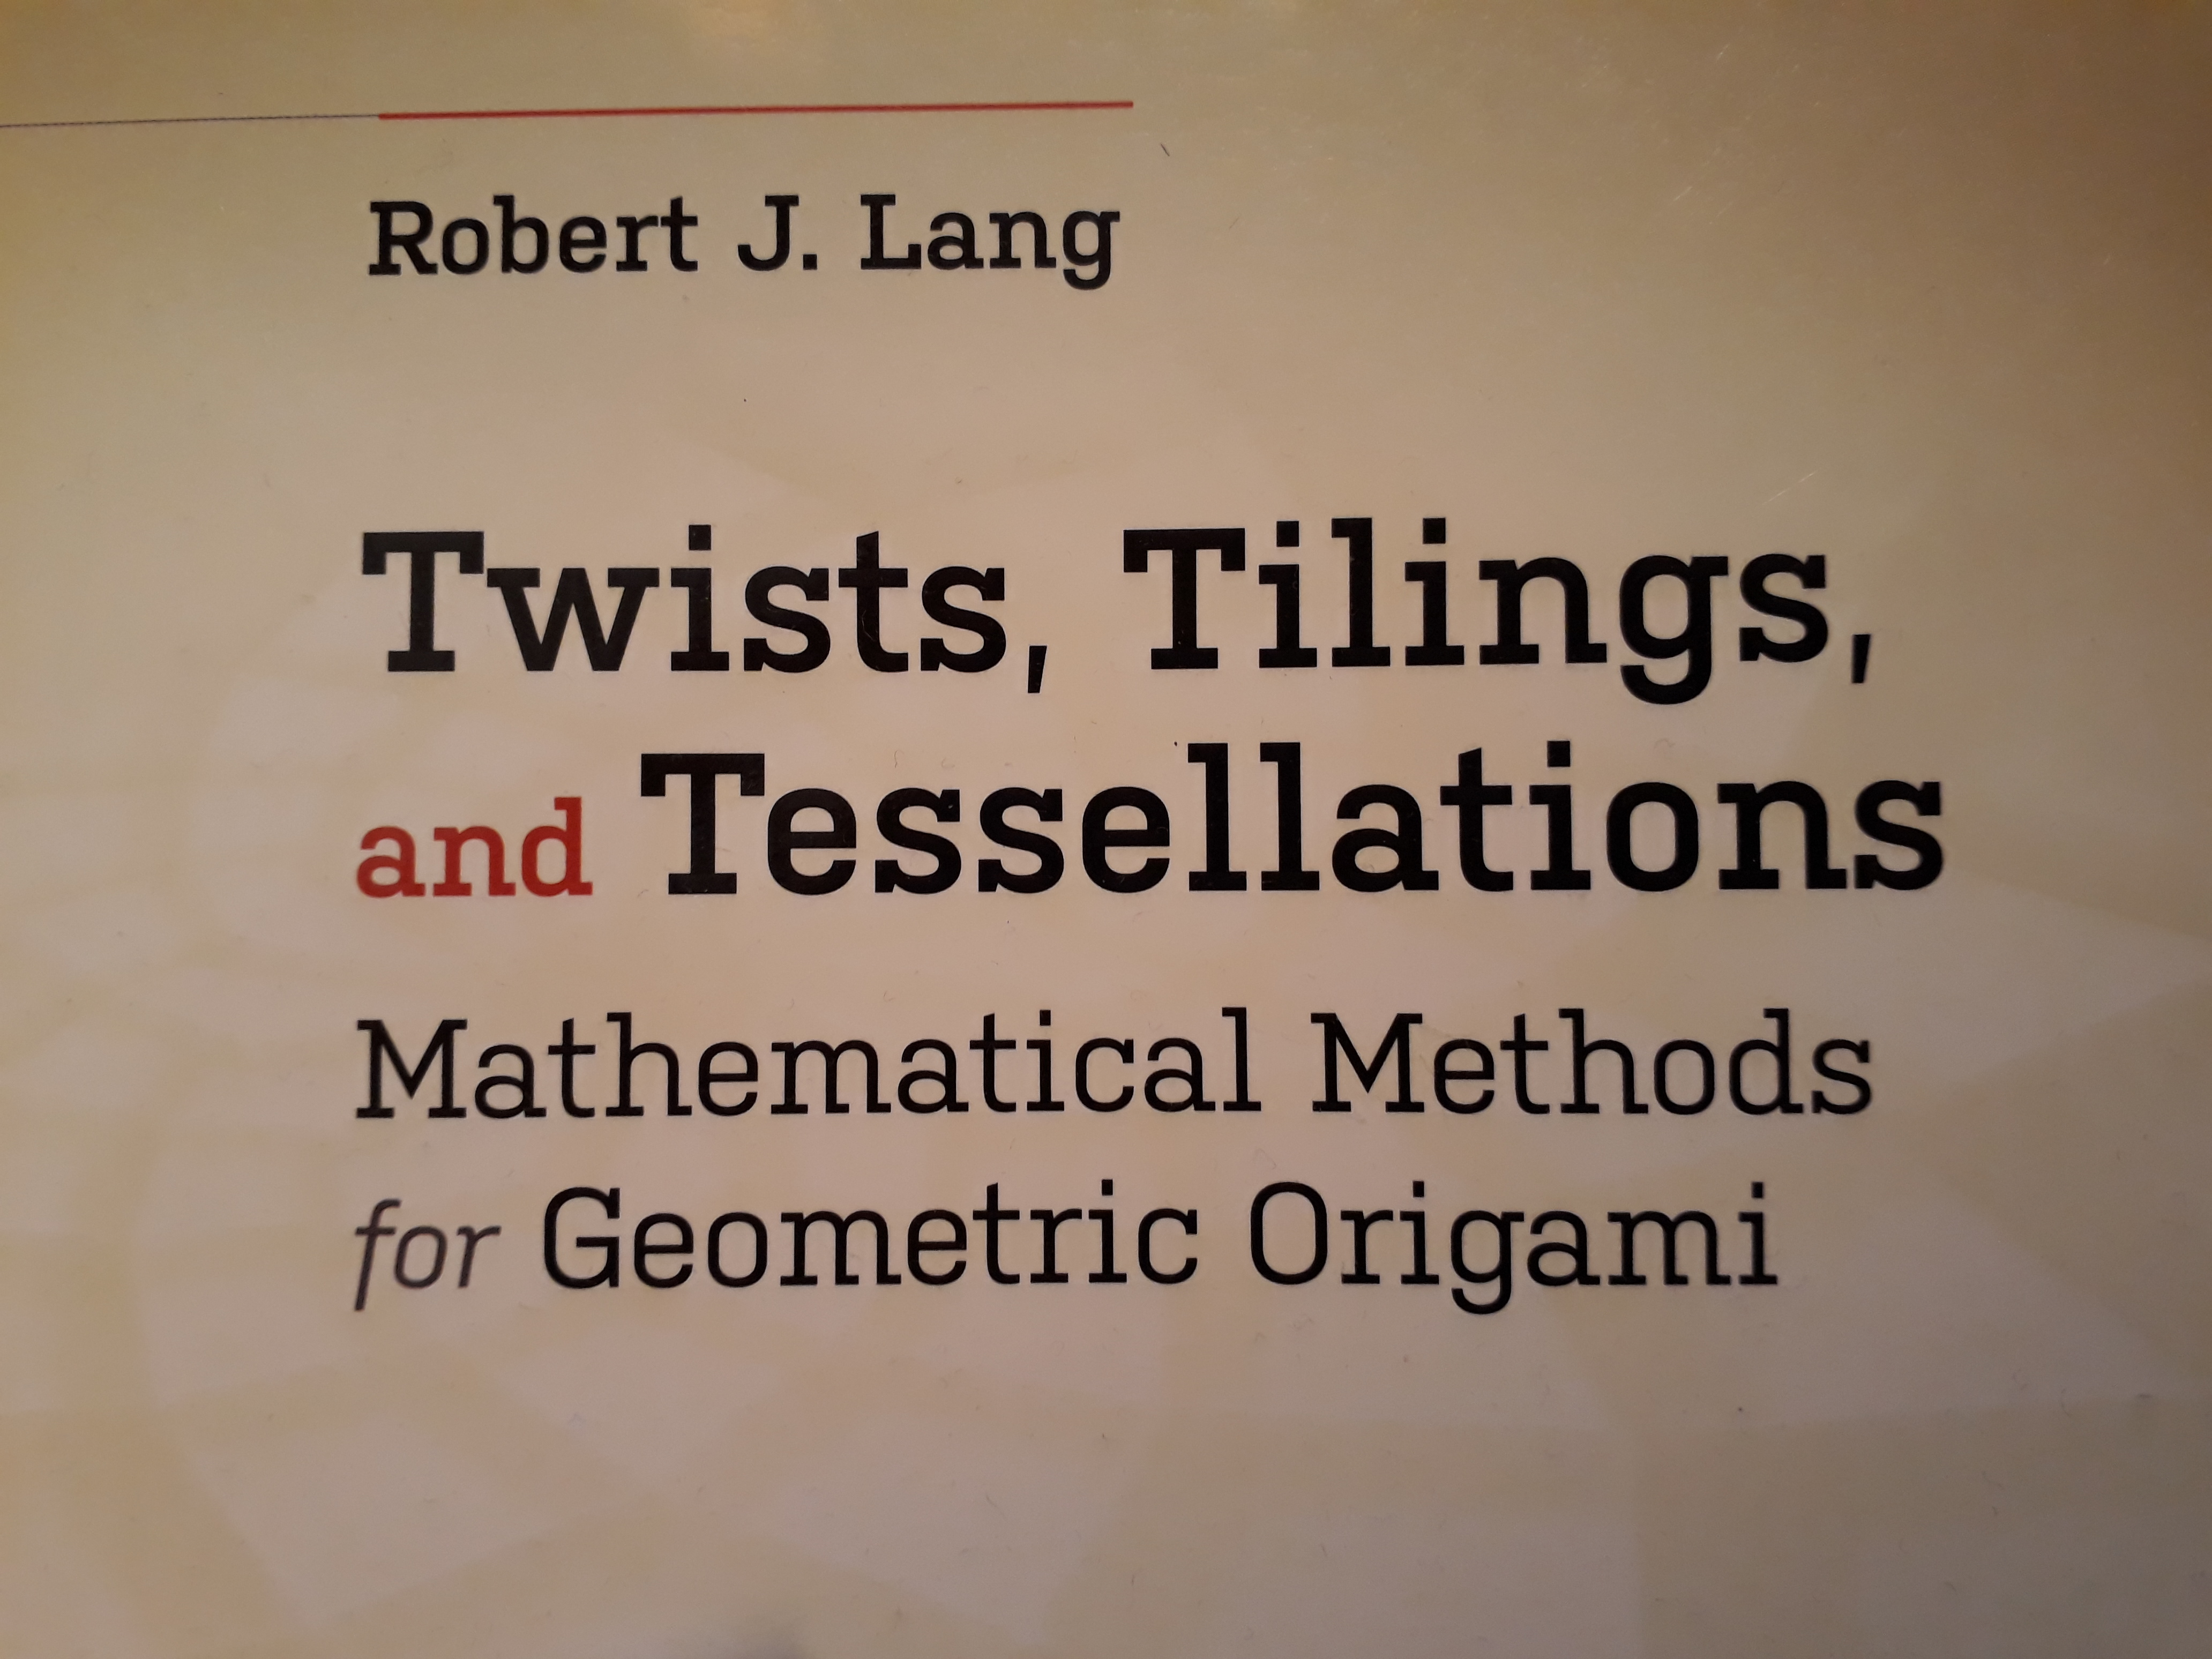 Robert J. Lang
Twists, Tilings,
and Tessellations
Mathematical Methods
for Geometric Origami